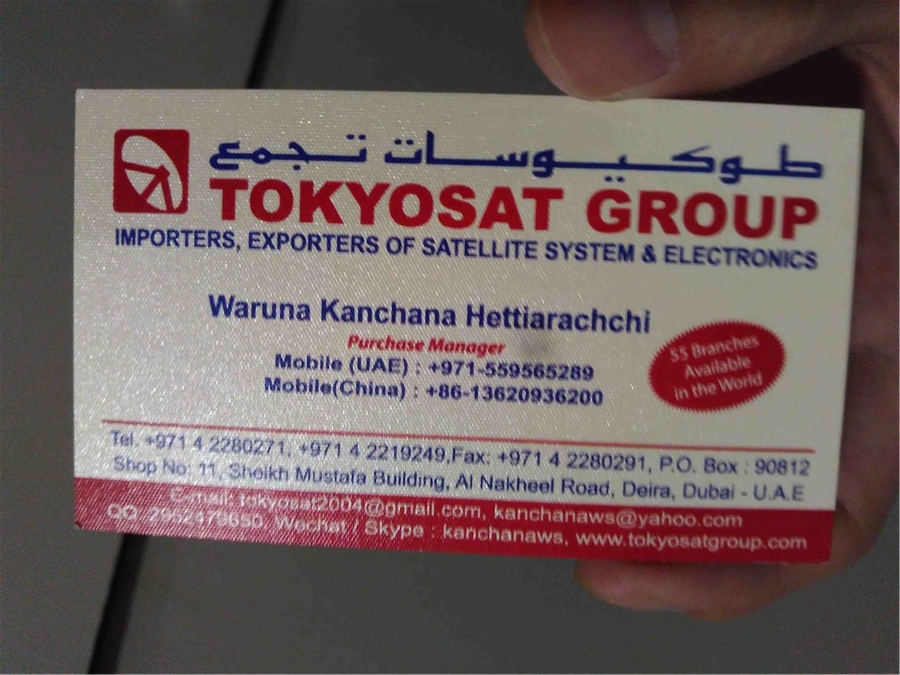 طوكيوسات تجمع
TOKYOSAT GROUP
IMPORTERS, EXPORTERS OF SATELLITE SYSTEM & ELECTRONICS
Waruna Kanchana Hettiarachchi
Purchase Manager
Mobile (UAE) : +971-559565289
Mobile(China) : +86-13620936200
55 Branches
Available
in the World
Tel. +971 4 2280271, +971 4 2219249,Fax: +971 4 2280291, P.O. Box : 90812
Shop No: 11, Sheikh Mustafa Building, Al Nakheel Road, Deira, Dubai - U.A.E
E-mail: tokyosat2004@gmail.com, kanchanaws@yahoo.com
QQ: 2952479650, Wechat / Skype : kanchanaws, www.tokyosatgroup.com